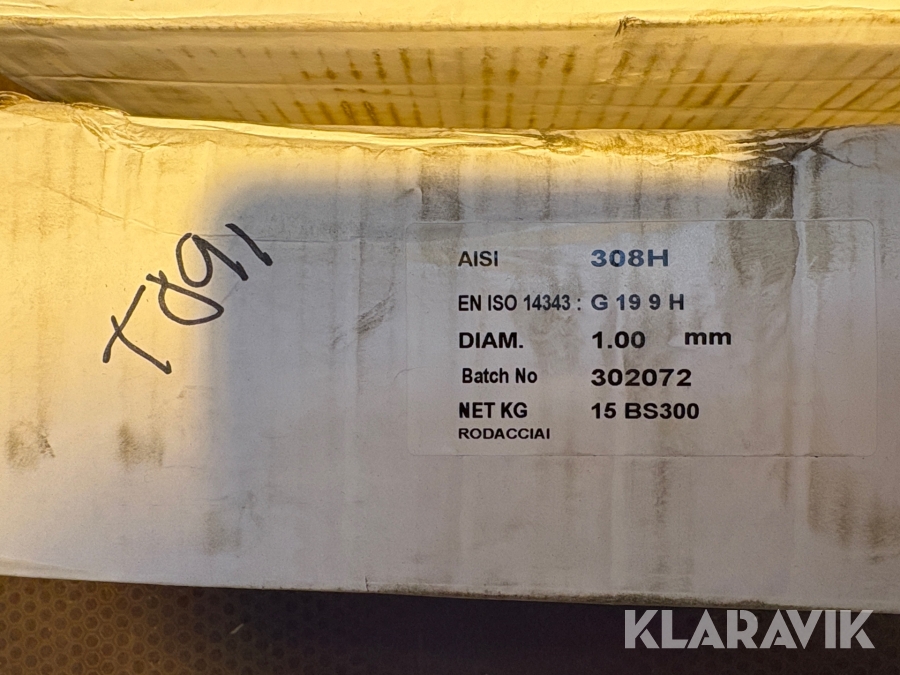 T891
AISI 308H
EN ISO 14343 : G 19 9 H
DIAM. 1.00 mm
Batch No 302072
NET KG 15 BS300
RODACCIAI
KLARAVIK